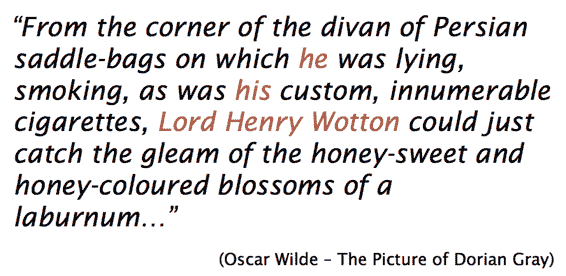 “From the corner of the divan of Persian
saddle-bags on which he was lying,
smoking, as was his custom, innumerable
cigarettes, Lord Henry Wotton could just
catch the gleam of the honey-sweet and
honey-coloured blossoms of a
laburnum...”
(Oscar Wilde – The Picture of Dorian Gray)